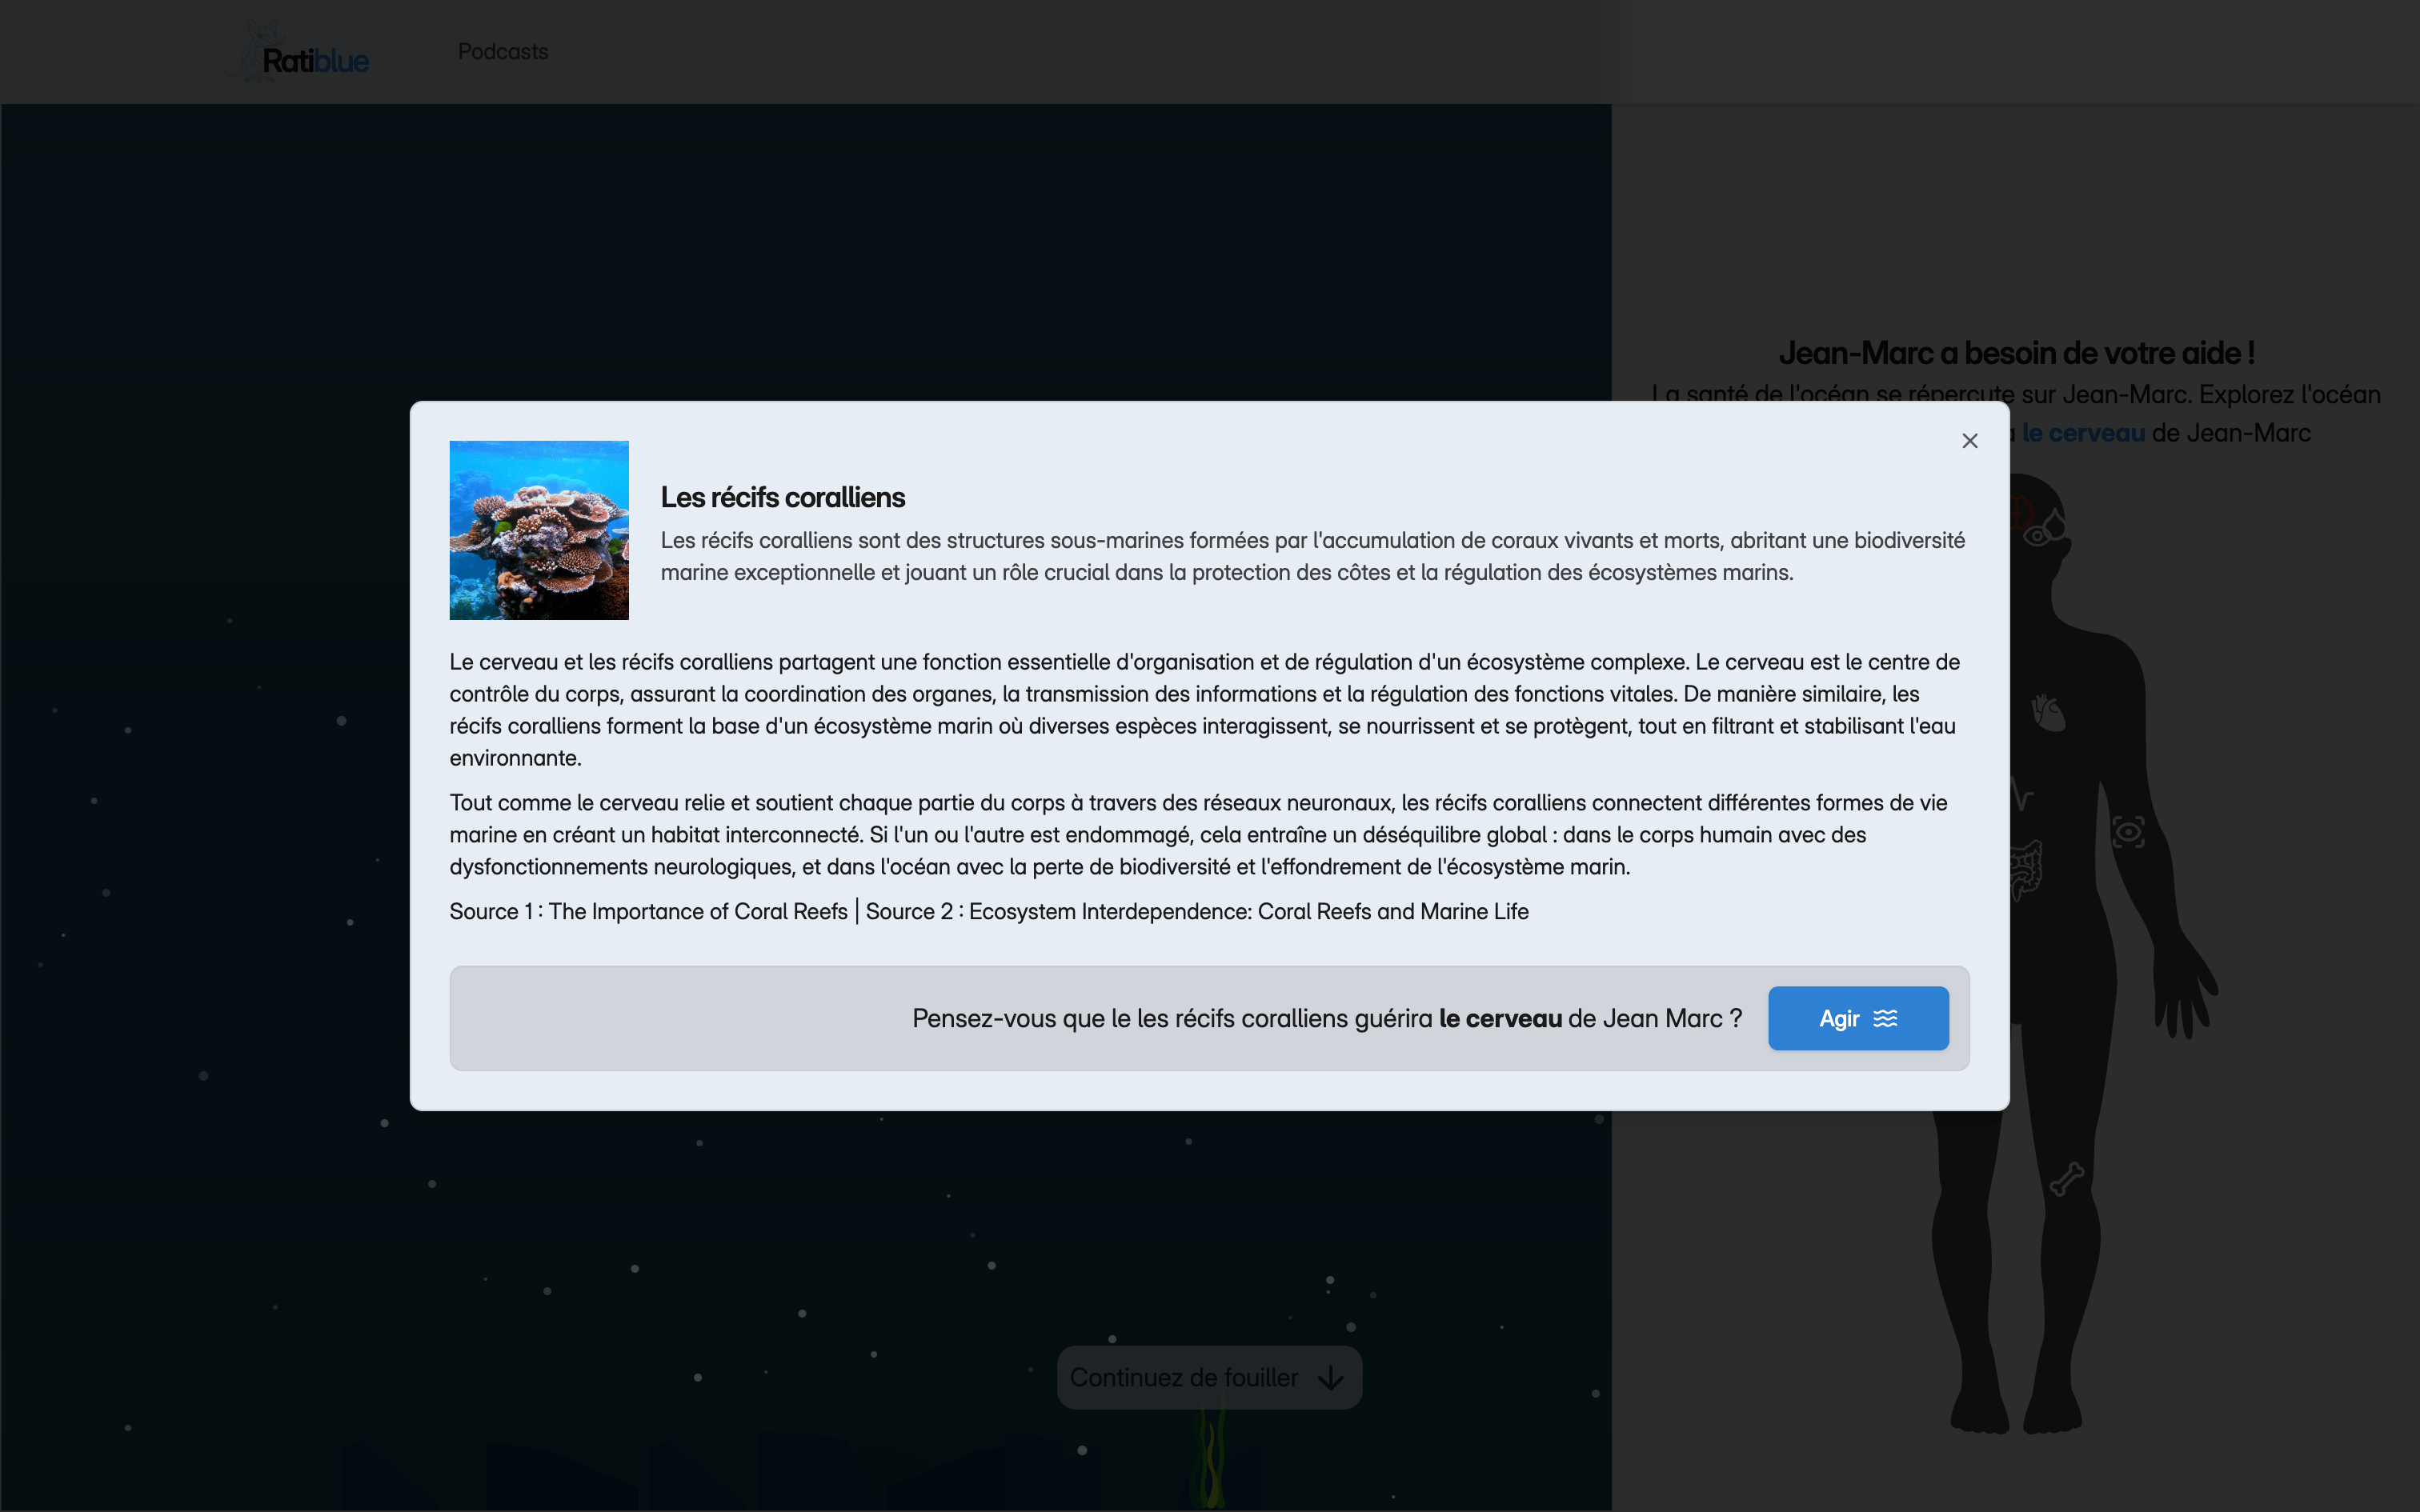 Ratiblue
Podcasts
Jean-Marc a besoin de votre aide !
La santé de l'océan se répercute sur Jean-Marc. Explorez l'océan
le cerveau de Jean-Marc
Les récifs coralliens
Les récifs coralliens sont des structures sous-marines formées par l'accumulation de coraux vivants et morts, abritant une biodiversité
marine exceptionnelle et jouant un rôle crucial dans la protection des côtes et la régulation des écosystèmes marins.
Le cerveau et les récifs coralliens partagent une fonction essentielle d'organisation et de régulation d'un écosystème complexe. Le cerveau est le centre de
contrôle du corps, assurant la coordination des organes, la transmission des informations et la régulation des fonctions vitales. De manière similaire, les
récifs coralliens forment la base d'un écosystème marin où diverses espèces interagissent, se nourrissent et se protègent, tout en filtrant et stabilisant l'eau
environnante.
Tout comme le cerveau relie et soutient chaque partie du corps à travers des réseaux neuronaux, les récifs coralliens connectent différentes formes de vie
marine en créant un habitat interconnecté. Si l'un ou l'autre est endommagé, cela entraîne un déséquilibre global : dans le corps humain avec des
dysfonctionnements neurologiques, et dans l'océan avec la perte de biodiversité et l'effondrement de l'écosystème marin.
Source 1 : The Importance of Coral Reefs | Source 2 : Ecosystem Interdependence: Coral Reefs and Marine Life
Pensez-vous que le les récifs coralliens guérira le cerveau de Jean Marc ?
Agir
Continuez de fouiller